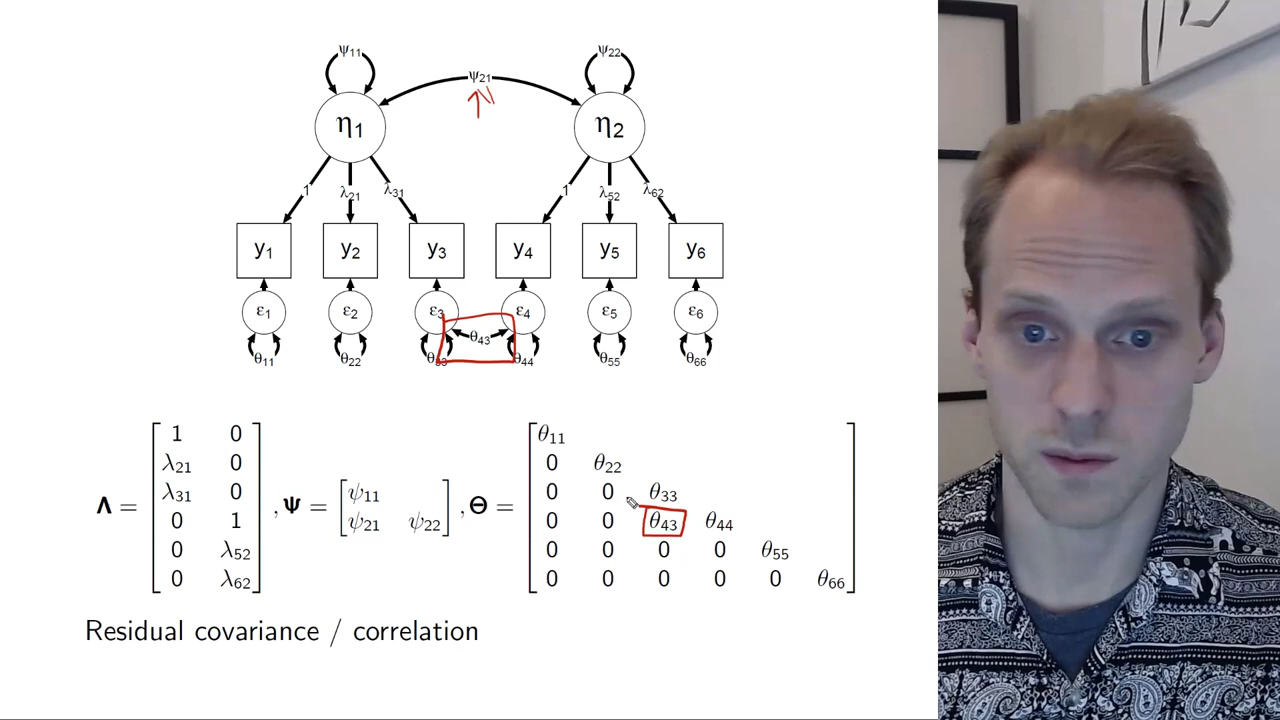 ψ11 ψ22
ψ21
η1 η2
1 λ21 λ31 1 λ52 λ62
y1 y2 y3 y4 y5 y6
ε1 ε2 ε3 ε4 ε5 ε6
θ43
θ11 θ22 θ33 θ44 θ55 θ66
1 0 θ11
λ21 0 0 θ22
λ31 0 ψ11 0 0 θ33
Λ = , Ψ = , Θ =
0 1 ψ21 ψ22 0 0 θ43 θ44
0 λ52 0 0 0 0 θ55
0 λ62 0 0 0 0 0 θ66
Residual covariance / correlation